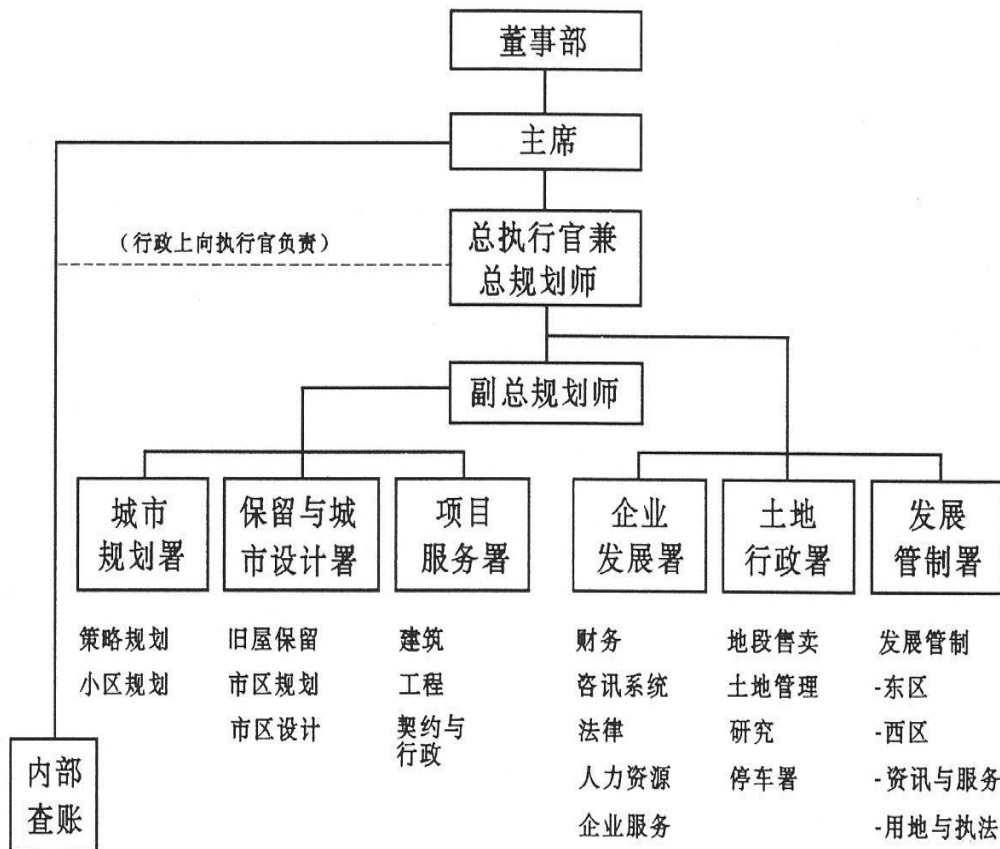 董事部
主席
(行政上向执行官负责)
总执行官兼
总规划师
副总规划师
城市
规划署
保留与城
市设计署
项目
服务署
企业
发展署
土地
行政署
发展
管制署
策略规划
小区规划
旧屋保留
市区规划
市区设计
建筑
工程
契约与
行政
财务
咨讯系统
法律
人力资源
企业服务
地段售卖
土地管理
研究
停车署
发展管制
-东区
-西区
-资讯与服务
-用地与执法
内部
查账